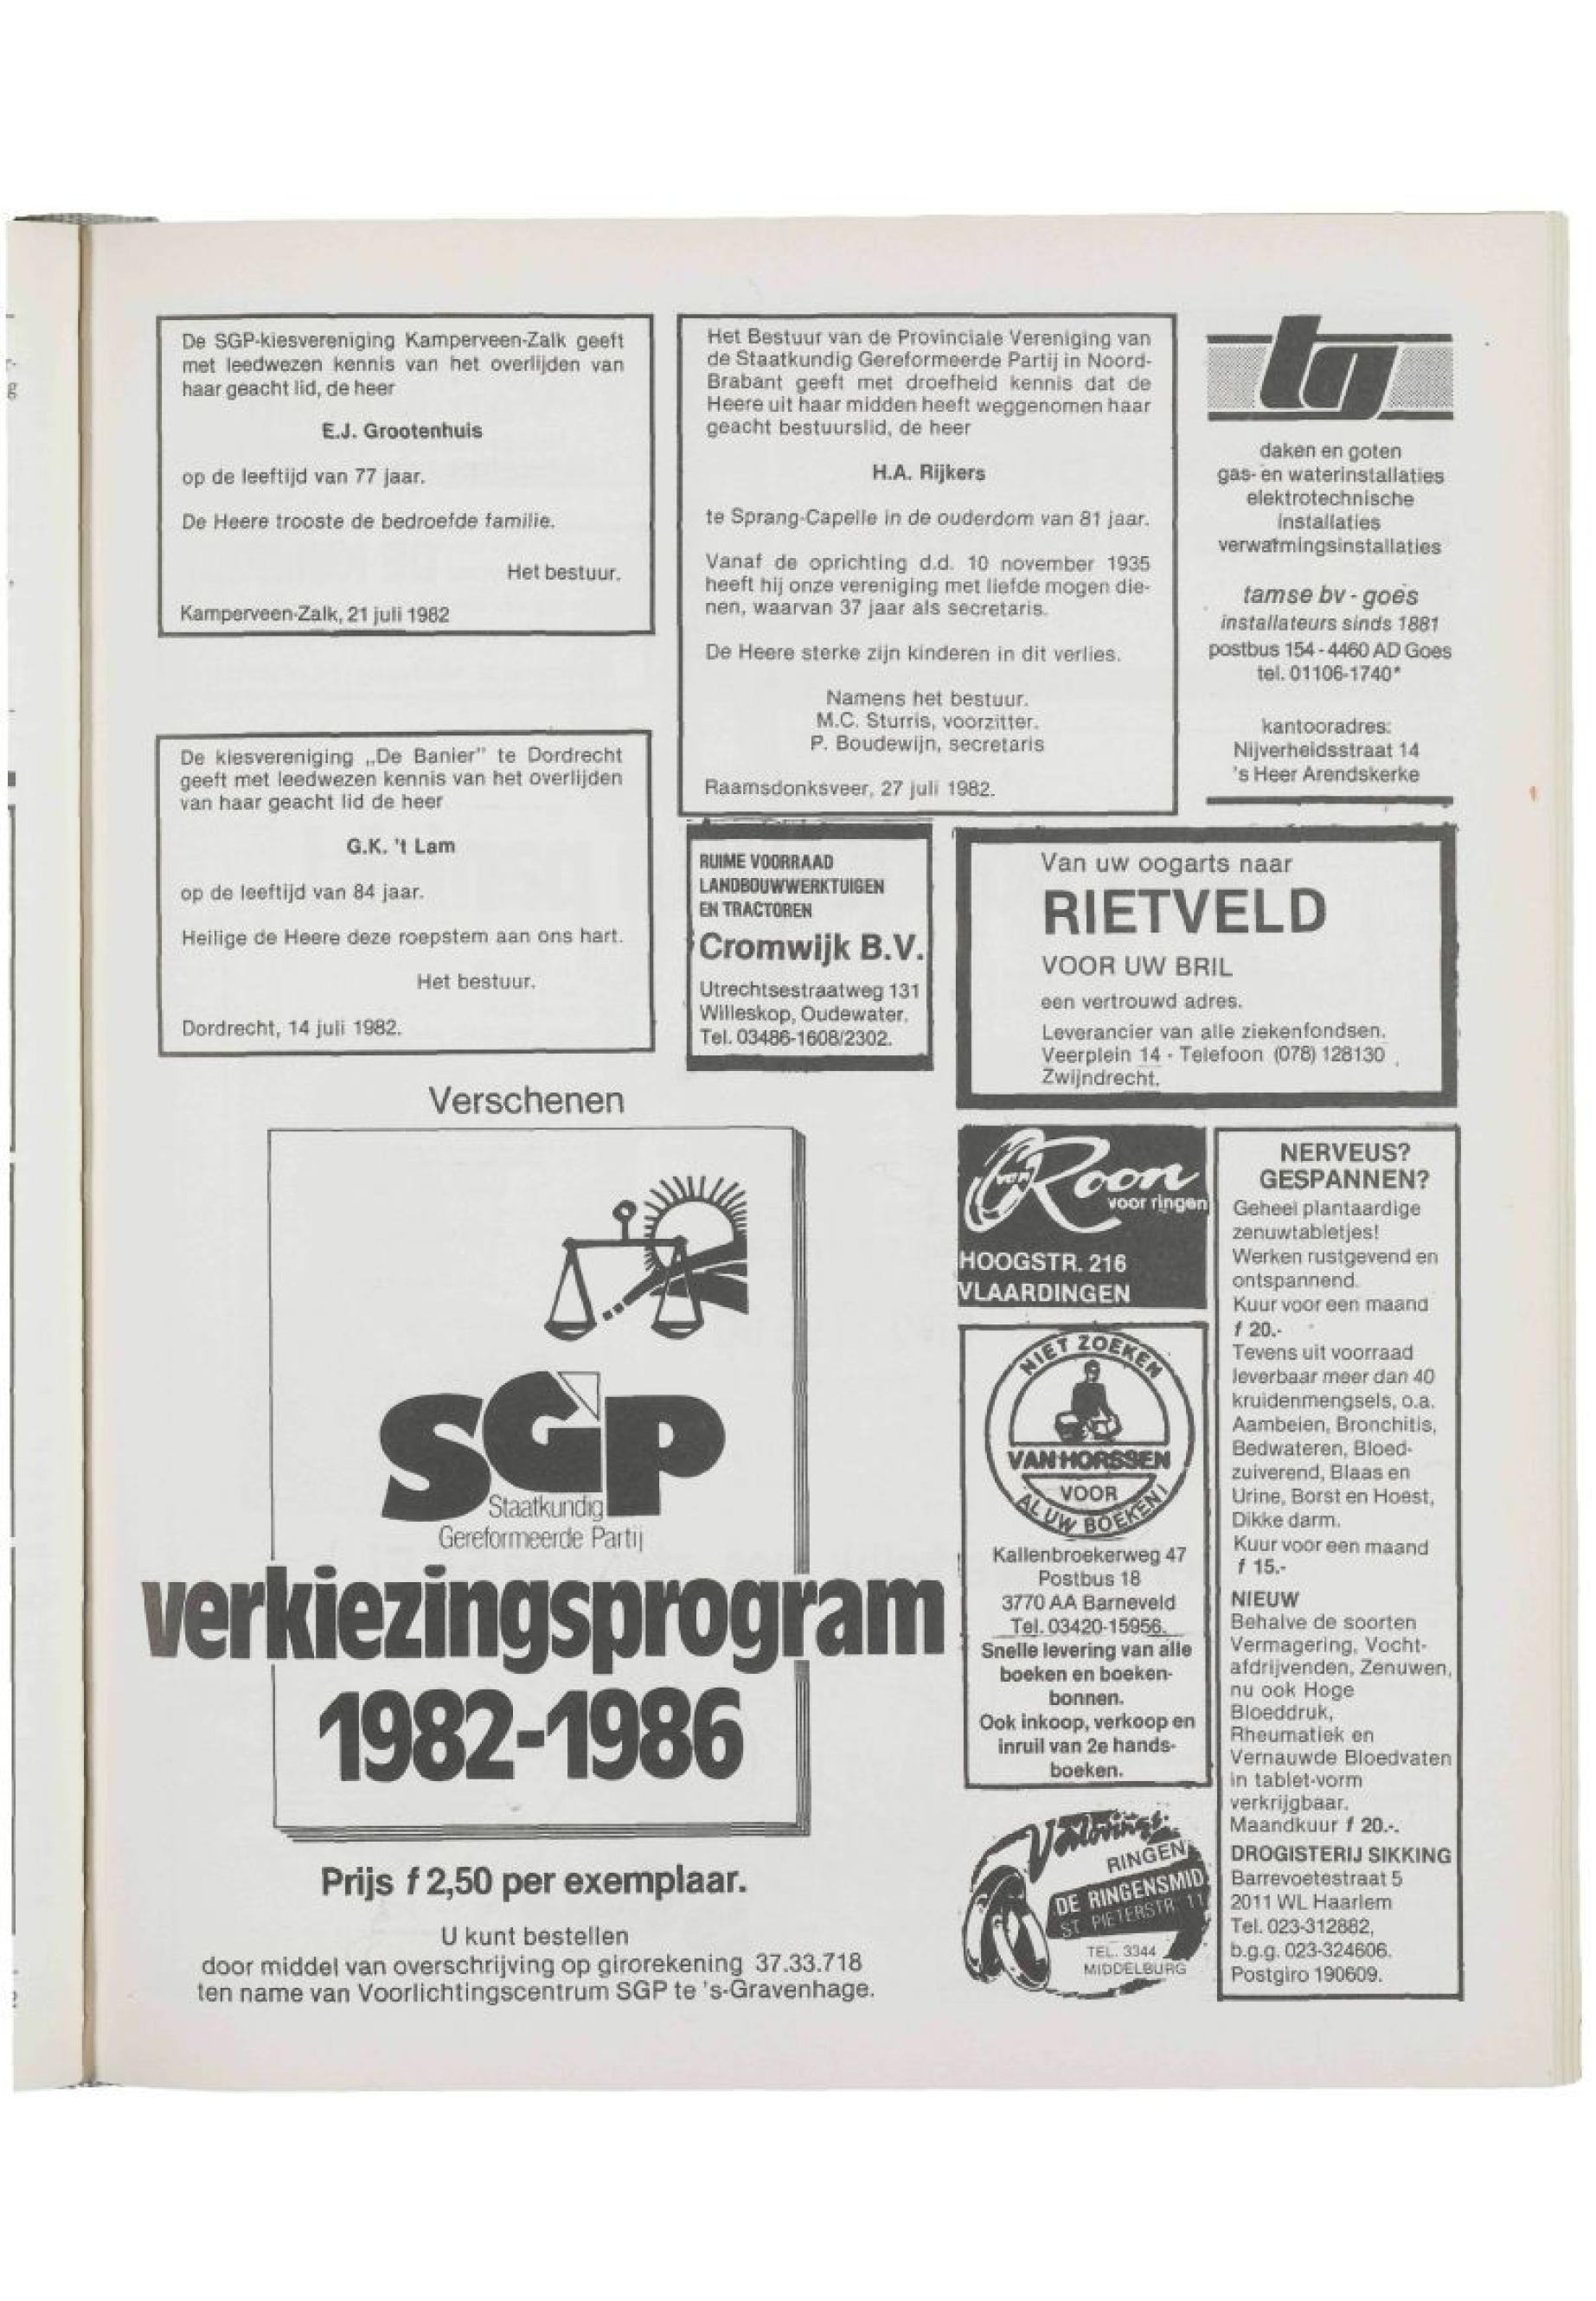 De SGP-kiesvereniging Kamperveen-Zalk geeft
met leedwezen kennis van het overlijden van
haar geacht lid, de heer
E.J. Grootenhuis
op de leeftijd van 77 jaar.
De Heere trooste de bedroefde familie.
Het bestuur.
Kamperveen-Zalk, 21 juli 1982
De kiesvereniging „De Banier” te Dordrecht
geeft met leedwezen kennis van het overlijden
van haar geacht lid de heer
G.K. 't Lam
op de leeftijd van 84 jaar.
Heilige de Heere deze roepstem aan ons hart.
Het bestuur.
Dordrecht, 14 juli 1982.
Het Bestuur van de Provinciale Vereniging van
de Staatkundig Gereformeerde Partij in Noord-
Brabant geeft met droefheid kennis dat de
Heere uit haar midden heeft weggenomen haar
geacht bestuurslid, de heer
H.A. Rijkers
te Sprang-Capelle in de ouderdom van 81 jaar.
Vanaf de oprichting d.d. 10 november 1935
heeft hij onze vereniging met liefde mogen die-
nen, waarvan 37 jaar als secretaris.
De Heere sterke zijn kinderen in dit verlies.
Namens het bestuur.
M.C. Sturris, voorzitter.
P. Boudewijn, secretaris
Raamsdonksveer, 27 juli 1982.
tg
daken en goten
gas- en waterinstallaties
elektrotechnische
installaties
verwarmingsinstallaties
tamse bv - goes
installateurs sinds 1881
postbus 154 - 4460 AD Goes
tel. 01106-1740*
kantooradres:
Nijverheidsstraat 14
's Heer Arendskerke
RUIME VOORRAAD
LANDBOUWWERKTUIGEN
EN TRACTOREN
Cromwijk B.V.
Utrechtsestraatweg 131
Willeskop, Oudewater.
Tel. 03486-1608/2302.
Van uw oogarts naar
RIETVELD
VOOR UW BRIL
een vertrouwd adres.
Leverancier van alle ziekenfondsen.
Veerplein 14 - Telefoon (078) 128130
Zwijndrecht.
Verschenen
SGP
Staatkundig
Gereformeerde Partij
verkiezingsprogram
1982-1986
Prijs f 2,50 per exemplaar.
U kunt bestellen
door middel van overschrijving op girorekening 37.33.718
ten name van Voorlichtingscentrum SGP te 's-Gravenhage.
van Roon
voor ringen
HOOGSTR. 216
VLAARDINGEN
NIET ZOEKEN
VAN HORSSEN
VOOR
AL UW BOEKEN!
Kallenbroekerweg 47
Postbus 18
3770 AA Barneveld
Tel. 03420-15956.
Snelle levering van alle
boeken en boeken-
bonnen.
Ook inkoop, verkoop en
inruil van 2e hands-
boeken.
Verlovings
RINGEN
DE RINGENSMID
ST PIETERSTR. 11
TEL. 3344
MIDDELBURG
NERVEUS?
GESPANNEN?
Geheel plantaardige
zenuwtabletjes!
Werken rustgevend en
ontspannend.
Kuur voor een maand
f 20.-
Tevens uit voorraad
leverbaar meer dan 40
kruidenmengsels, o.a.
Aambeien, Bronchitis,
Bedwateren, Bloed-
zuiverend, Blaas en
Urine, Borst en Hoest,
Dikke darm.
Kuur voor een maand
f 15.-
NIEUW
Behalve de soorten
Vermagering, Vocht-
afdrijvenden, Zenuwen,
nu ook Hoge
Bloeddruk,
Rheumatiek en
Vernauwde Bloedvaten
in tablet-vorm
verkrijgbaar.
Maandkuur f 20.-.
DROGISTERIJ SIKKING
Barrevoetestraat 5
2011 WL Haarlem
Tel. 023-312882,
b.g.g. 023-324606.
Postgiro 190609.